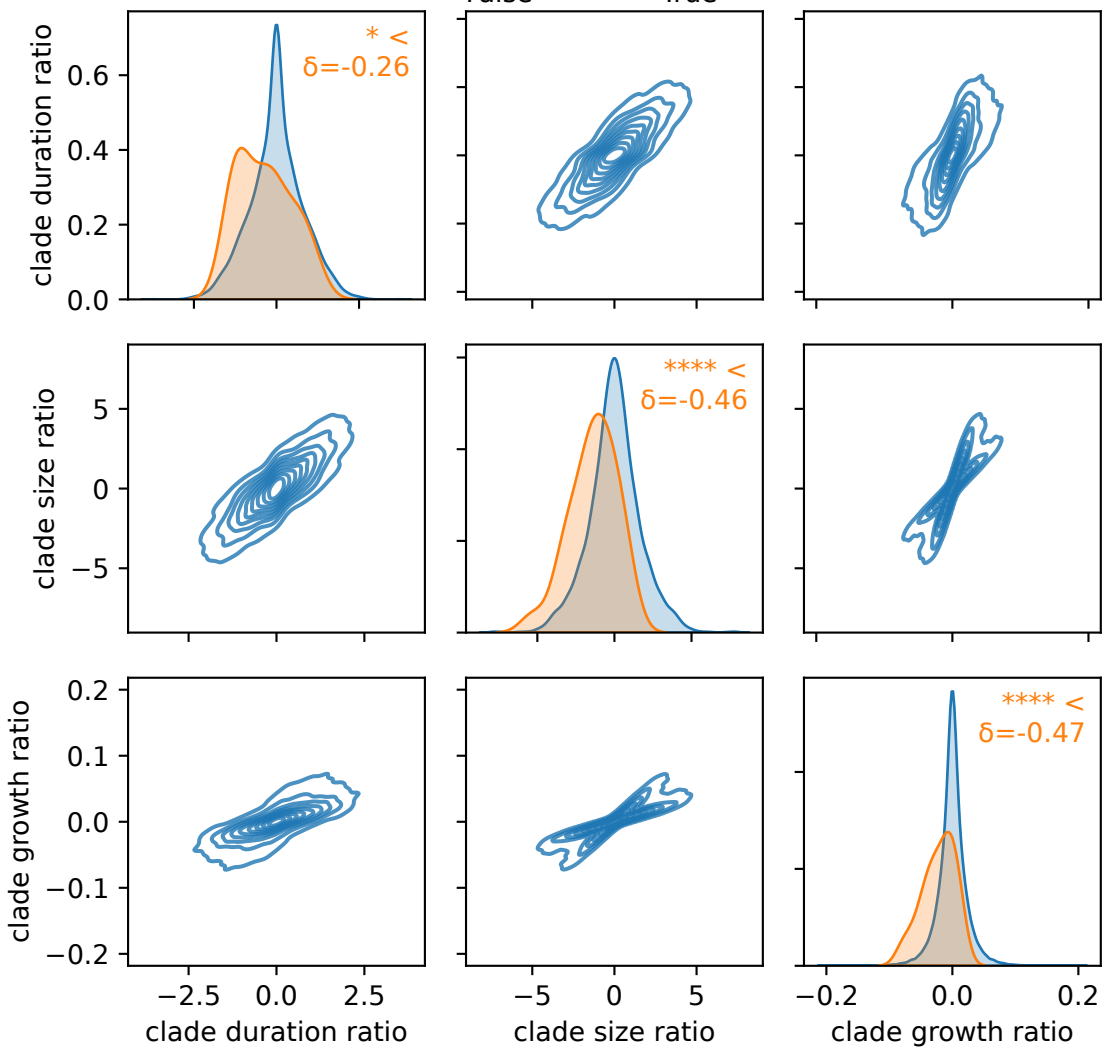 clade duration ratio
0.6
0.4
0.2
0.0
* <
δ=-0.26
clade size ratio
5
0
−5
**** <
δ=-0.46
clade growth ratio
0.2
0.1
0.0
−0.1
−0.2
**** <
δ=-0.47
−2.5 0.0 2.5
−5 0 5
−0.2 0.0 0.2
clade duration ratio
clade size ratio
clade growth ratio